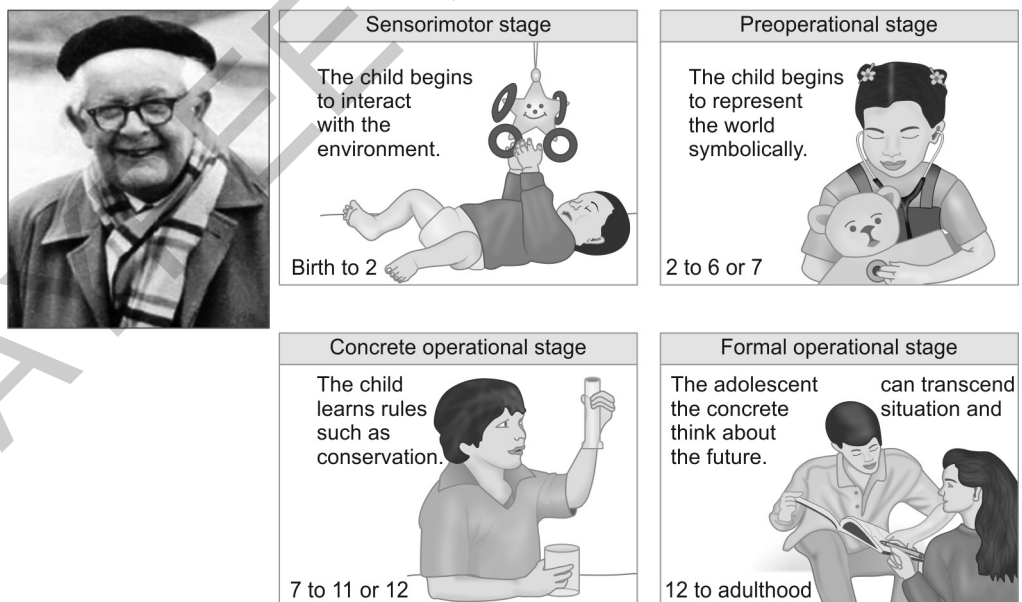 Sensorimotor stage
The child begins
to interact
with the
environment.
Birth to 2
Preoperational stage
The child begins
to represent
the world
symbolically.
2 to 6 or 7
Concrete operational stage
The child
learns rules
such as
conservation.
7 to 11 or 12
Formal operational stage
The adolescent can transcend
the concrete situation and
think about
the future.
12 to adulthood